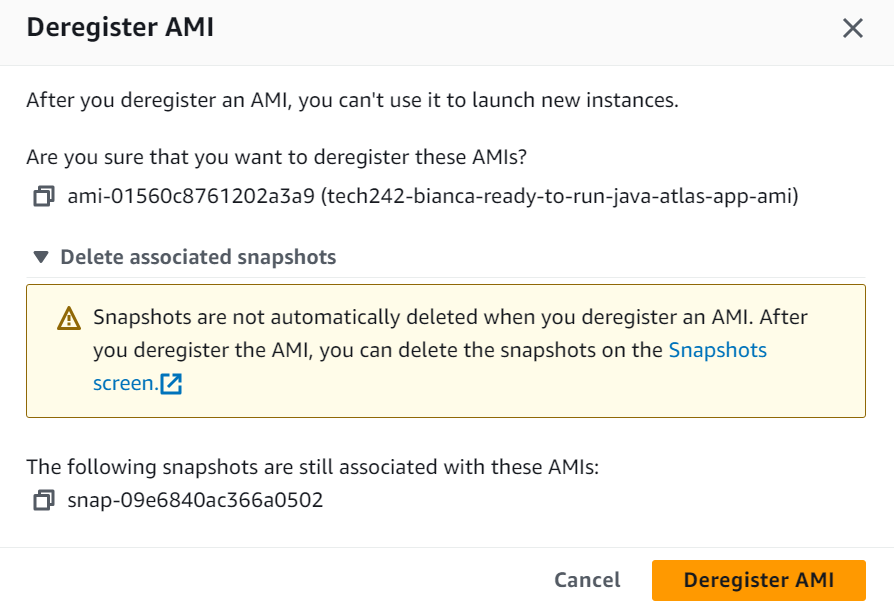 Deregister AMI
After you deregister an AMI, you can't use it to launch new instances.
Are you sure that you want to deregister these AMIs?
ami-01560c8761202a3a9 (tech242-bianca-ready-to-run-java-atlas-app-ami)
Delete associated snapshots
Snapshots are not automatically deleted when you deregister an AMI. After
you deregister the AMI, you can delete the snapshots on the Snapshots
screen.
The following snapshots are still associated with these AMIs:
snap-09e6840ac366a0502
Cancel Deregister AMI